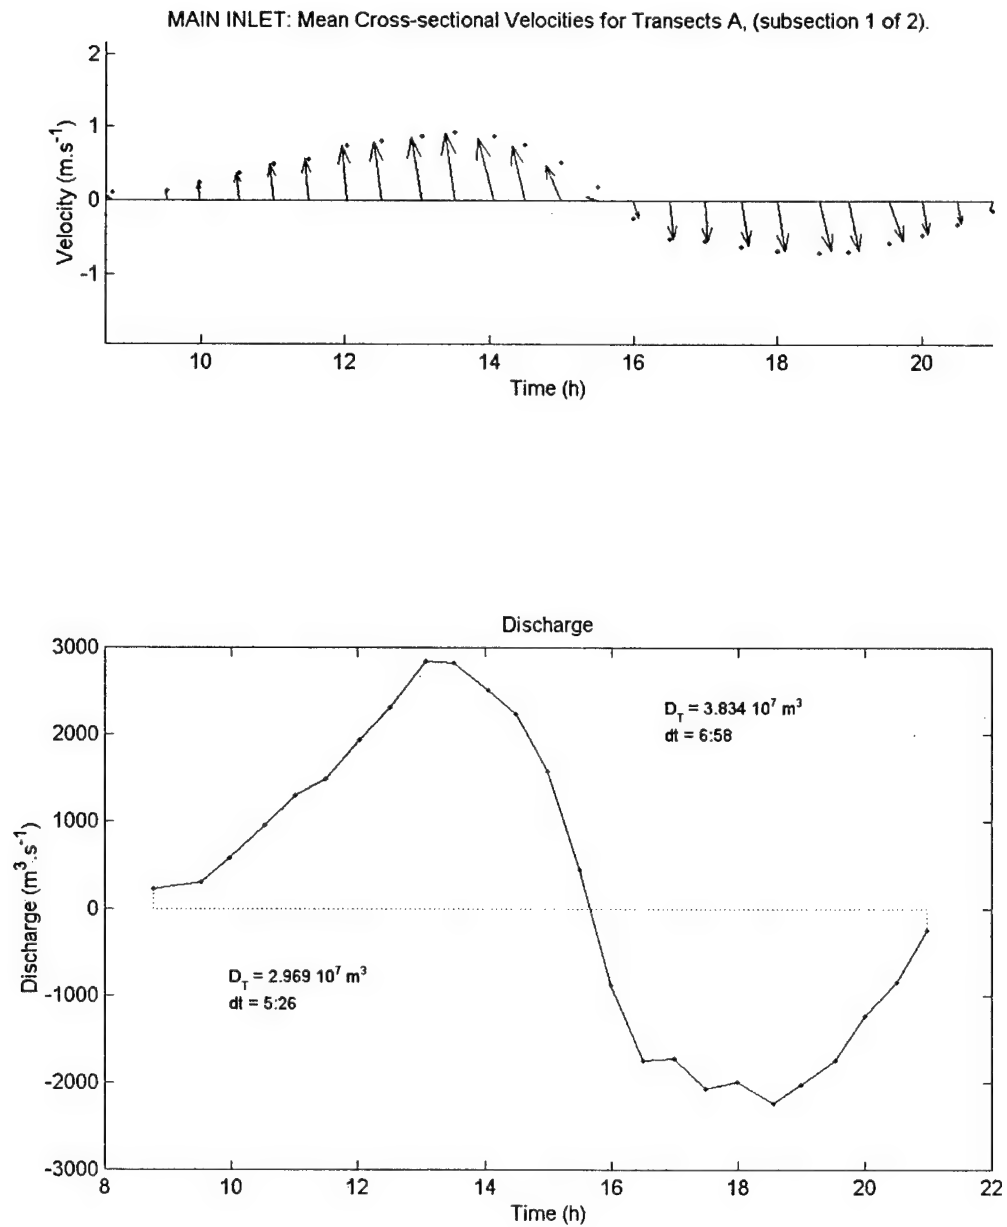 MAIN INLET: Mean Cross-sectional Velocities for Transects A, (subsection 1 of 2).
2
1
0
-1
Velocity (m.s⁻¹)
10 12 14 16 18 20
Time (h)
Discharge
3000
2000
1000
0
-1000
-2000
-3000
Discharge (m³.s⁻¹)
D_T = 3.834 10⁷ m³
dt = 6:58
D_T = 2.969 10⁷ m³
dt = 5:26
8 10 12 14 16 18 20 22
Time (h)